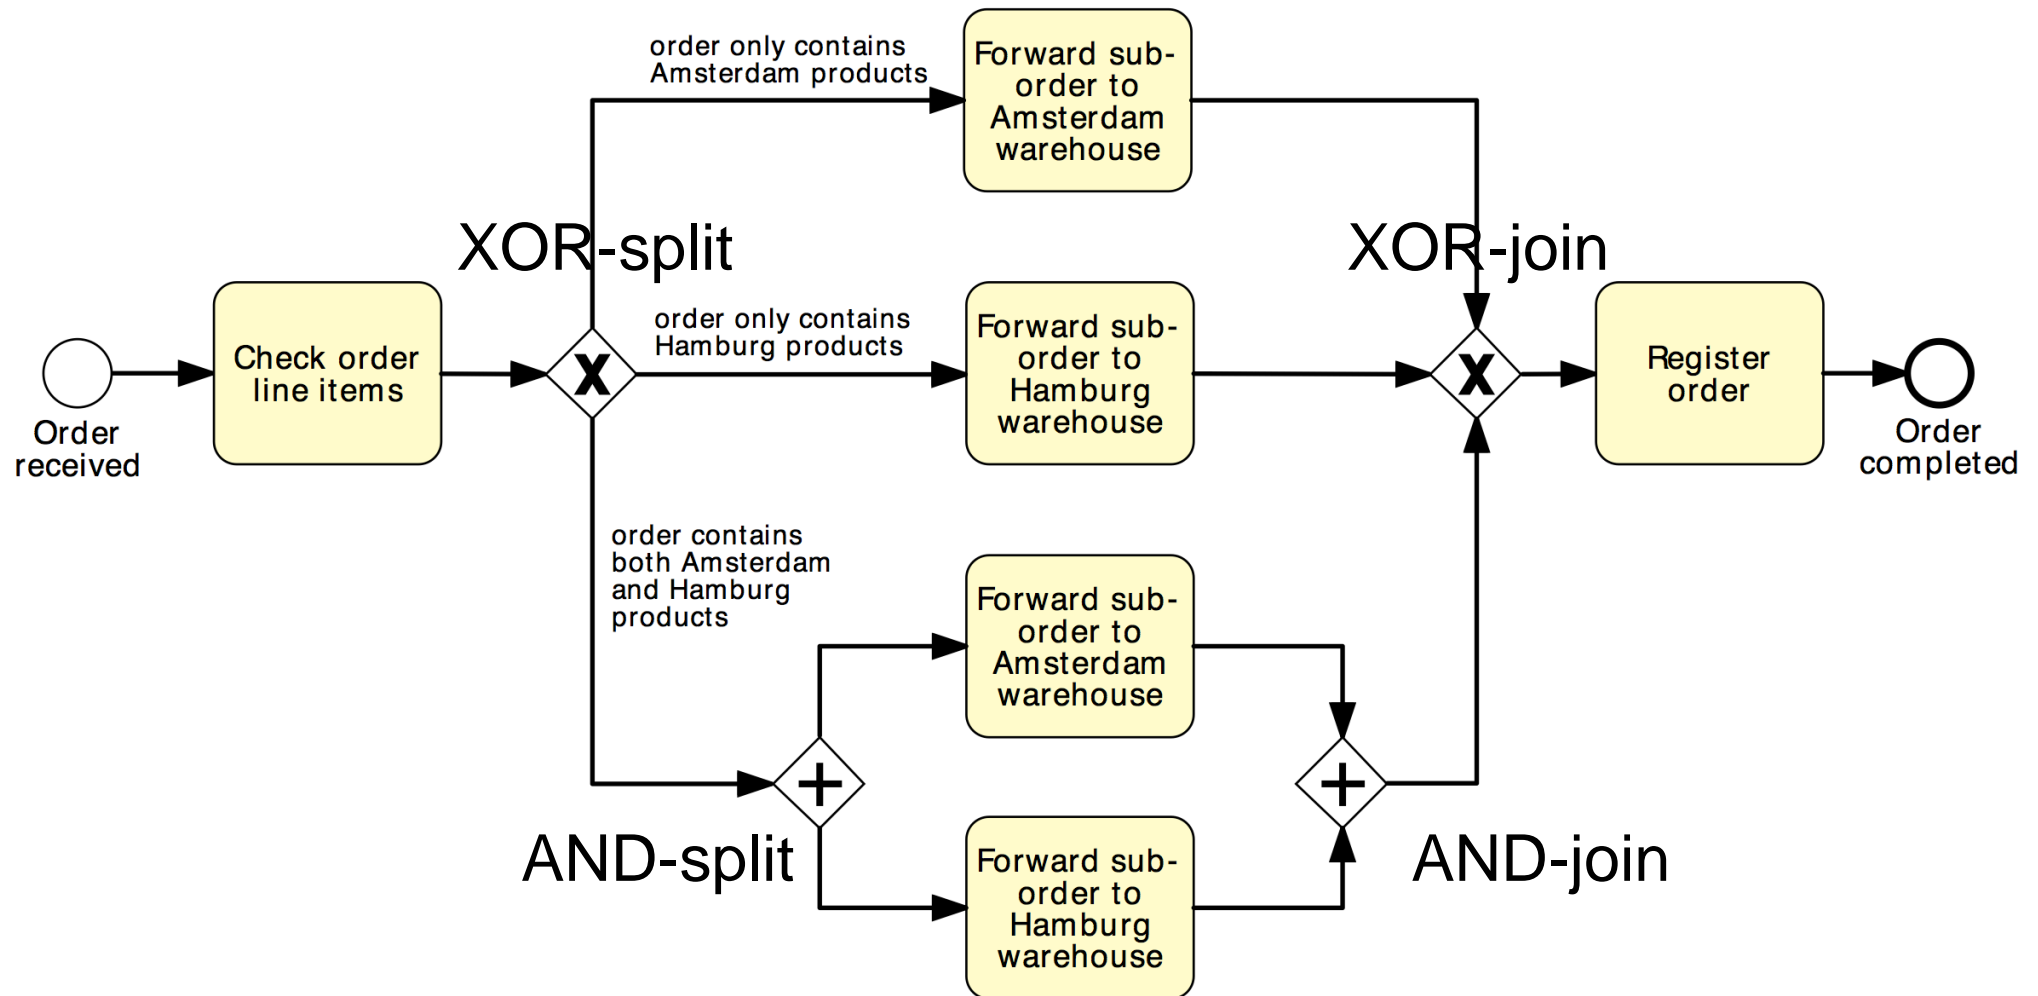 order only contains
Amsterdam products
Forward sub-
order to
Amsterdam
warehouse
XOR-split
XOR-join
Order
received
Check order
line items
X
order only contains
Hamburg products
Forward sub-
order to
Hamburg
warehouse
X
Register
order
Order
completed
order contains
both Amsterdam
and Hamburg
products
Forward sub-
order to
Amsterdam
warehouse
+
+
AND-split
AND-join
Forward sub-
order to
Hamburg
warehouse